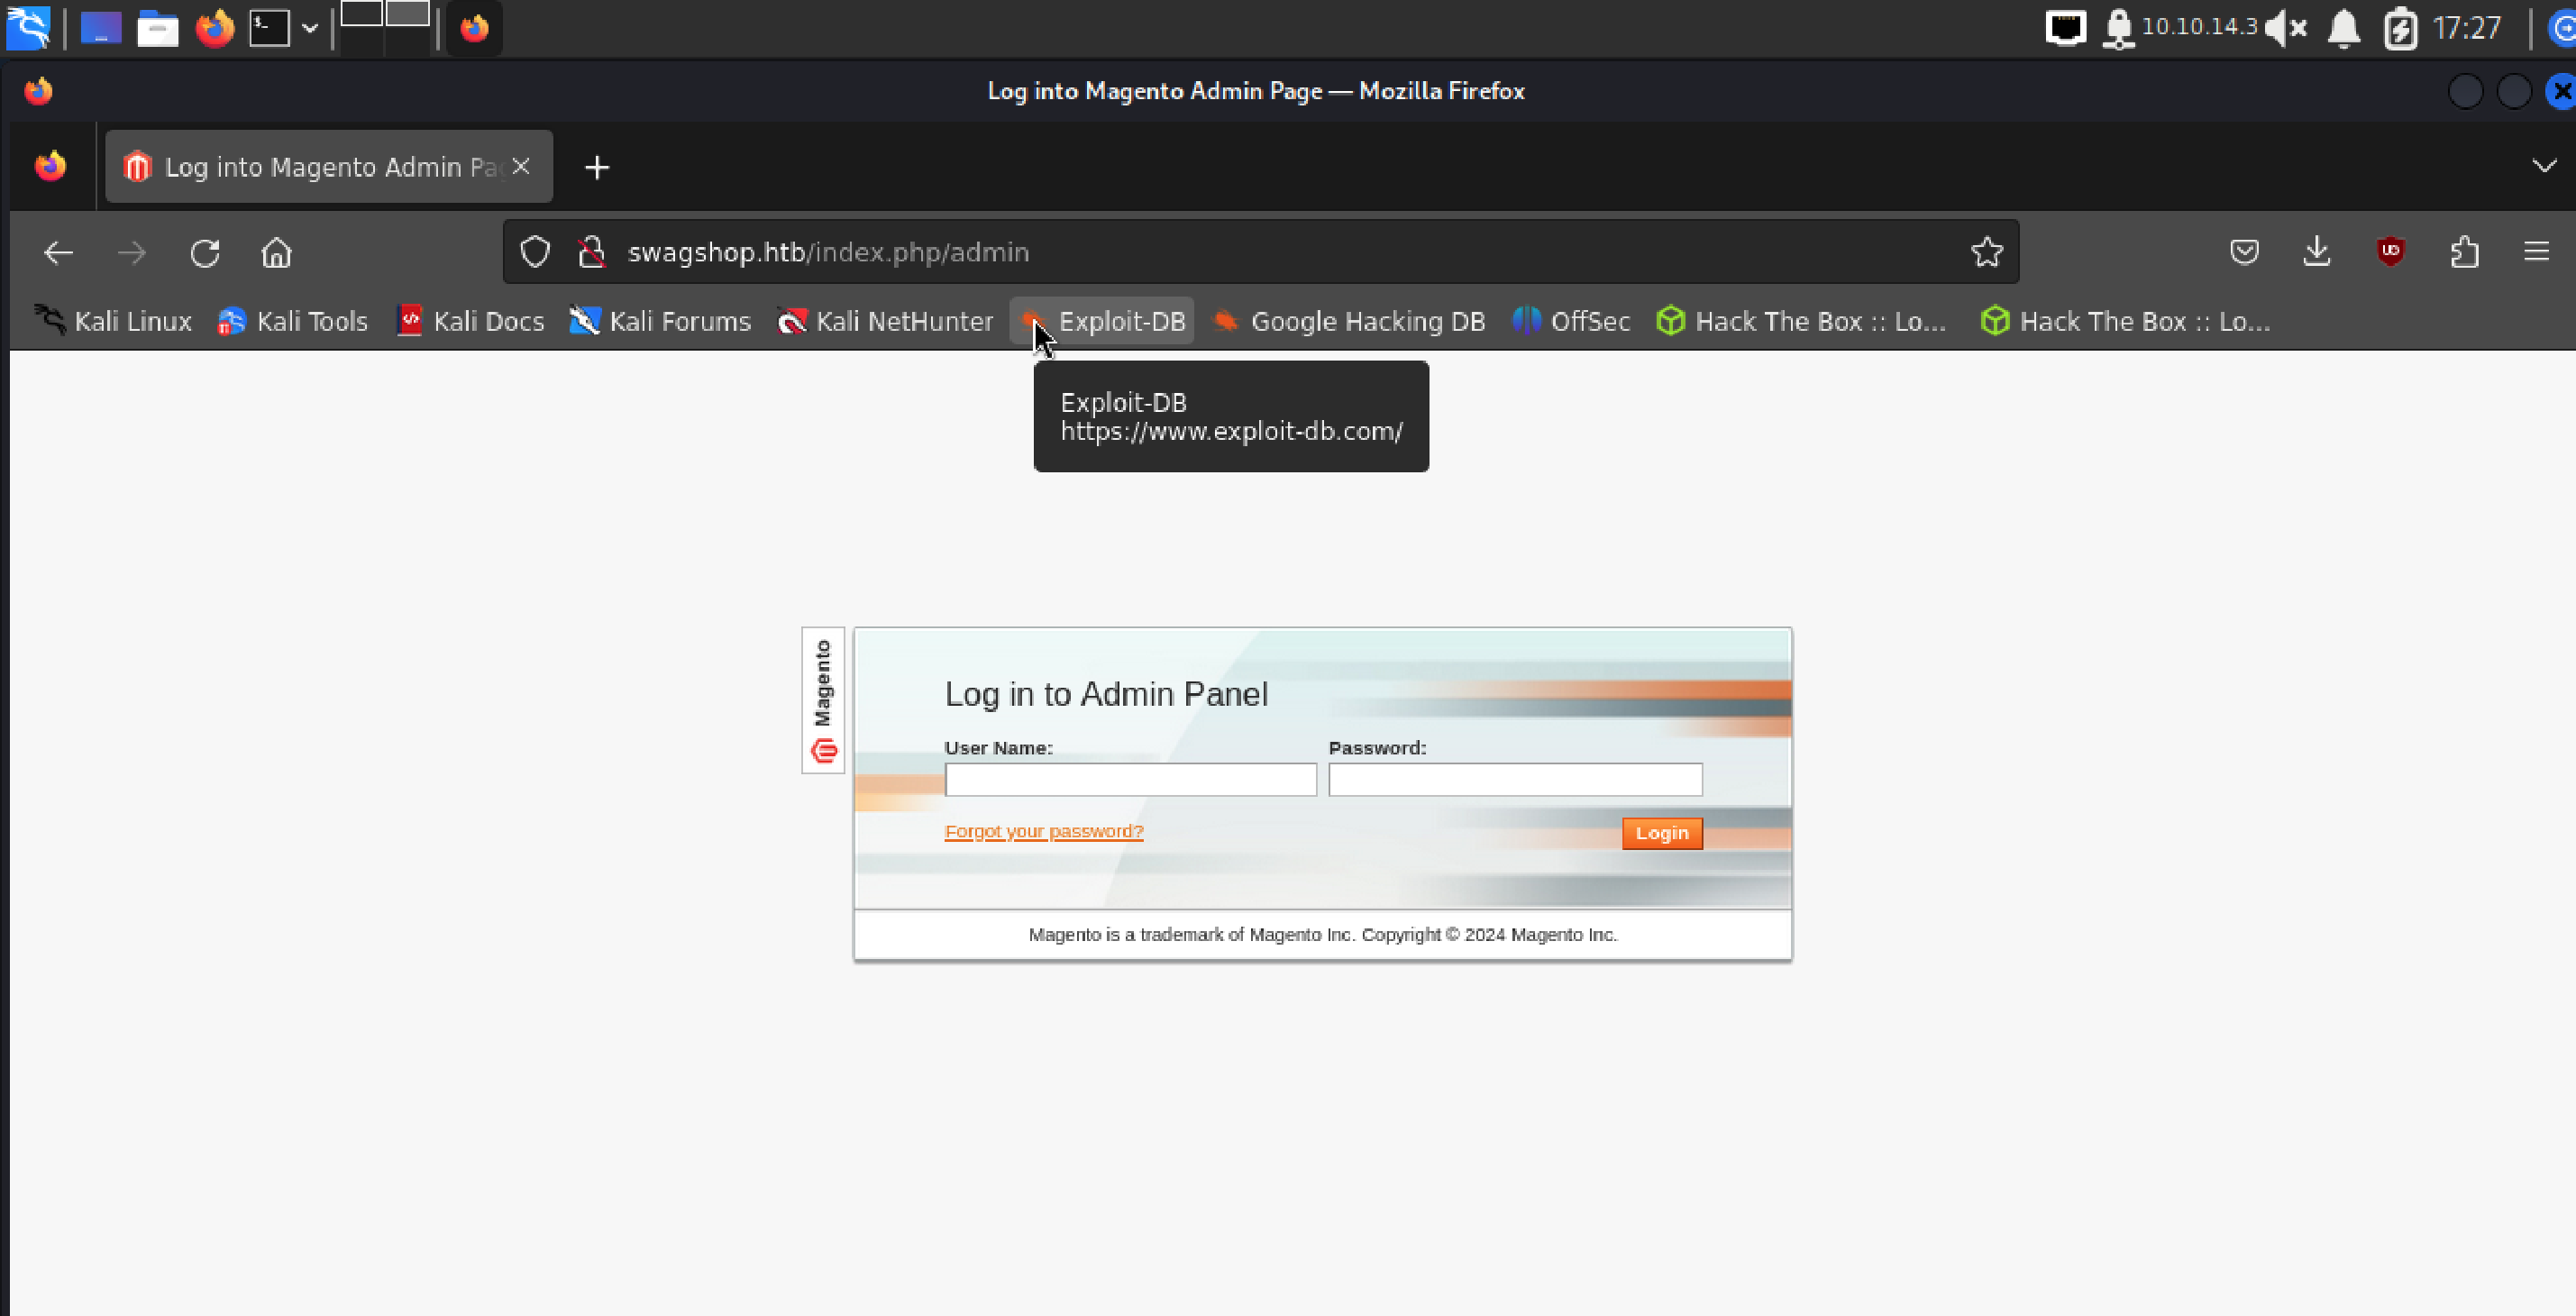 10.10.14.3 17:27
Log into Magento Admin Page — Mozilla Firefox
Log into Magento Admin Pa
swagshop.htb/index.php/admin
Kali Linux Kali Tools Kali Docs Kali Forums Kali NetHunter Exploit-DB Google Hacking DB OffSec Hack The Box :: Lo... Hack The Box :: Lo...
Exploit-DB
https://www.exploit-db.com/
Magento
Log in to Admin Panel
User Name: Password:
Forgot your password? Login
Magento is a trademark of Magento Inc. Copyright © 2024 Magento Inc.